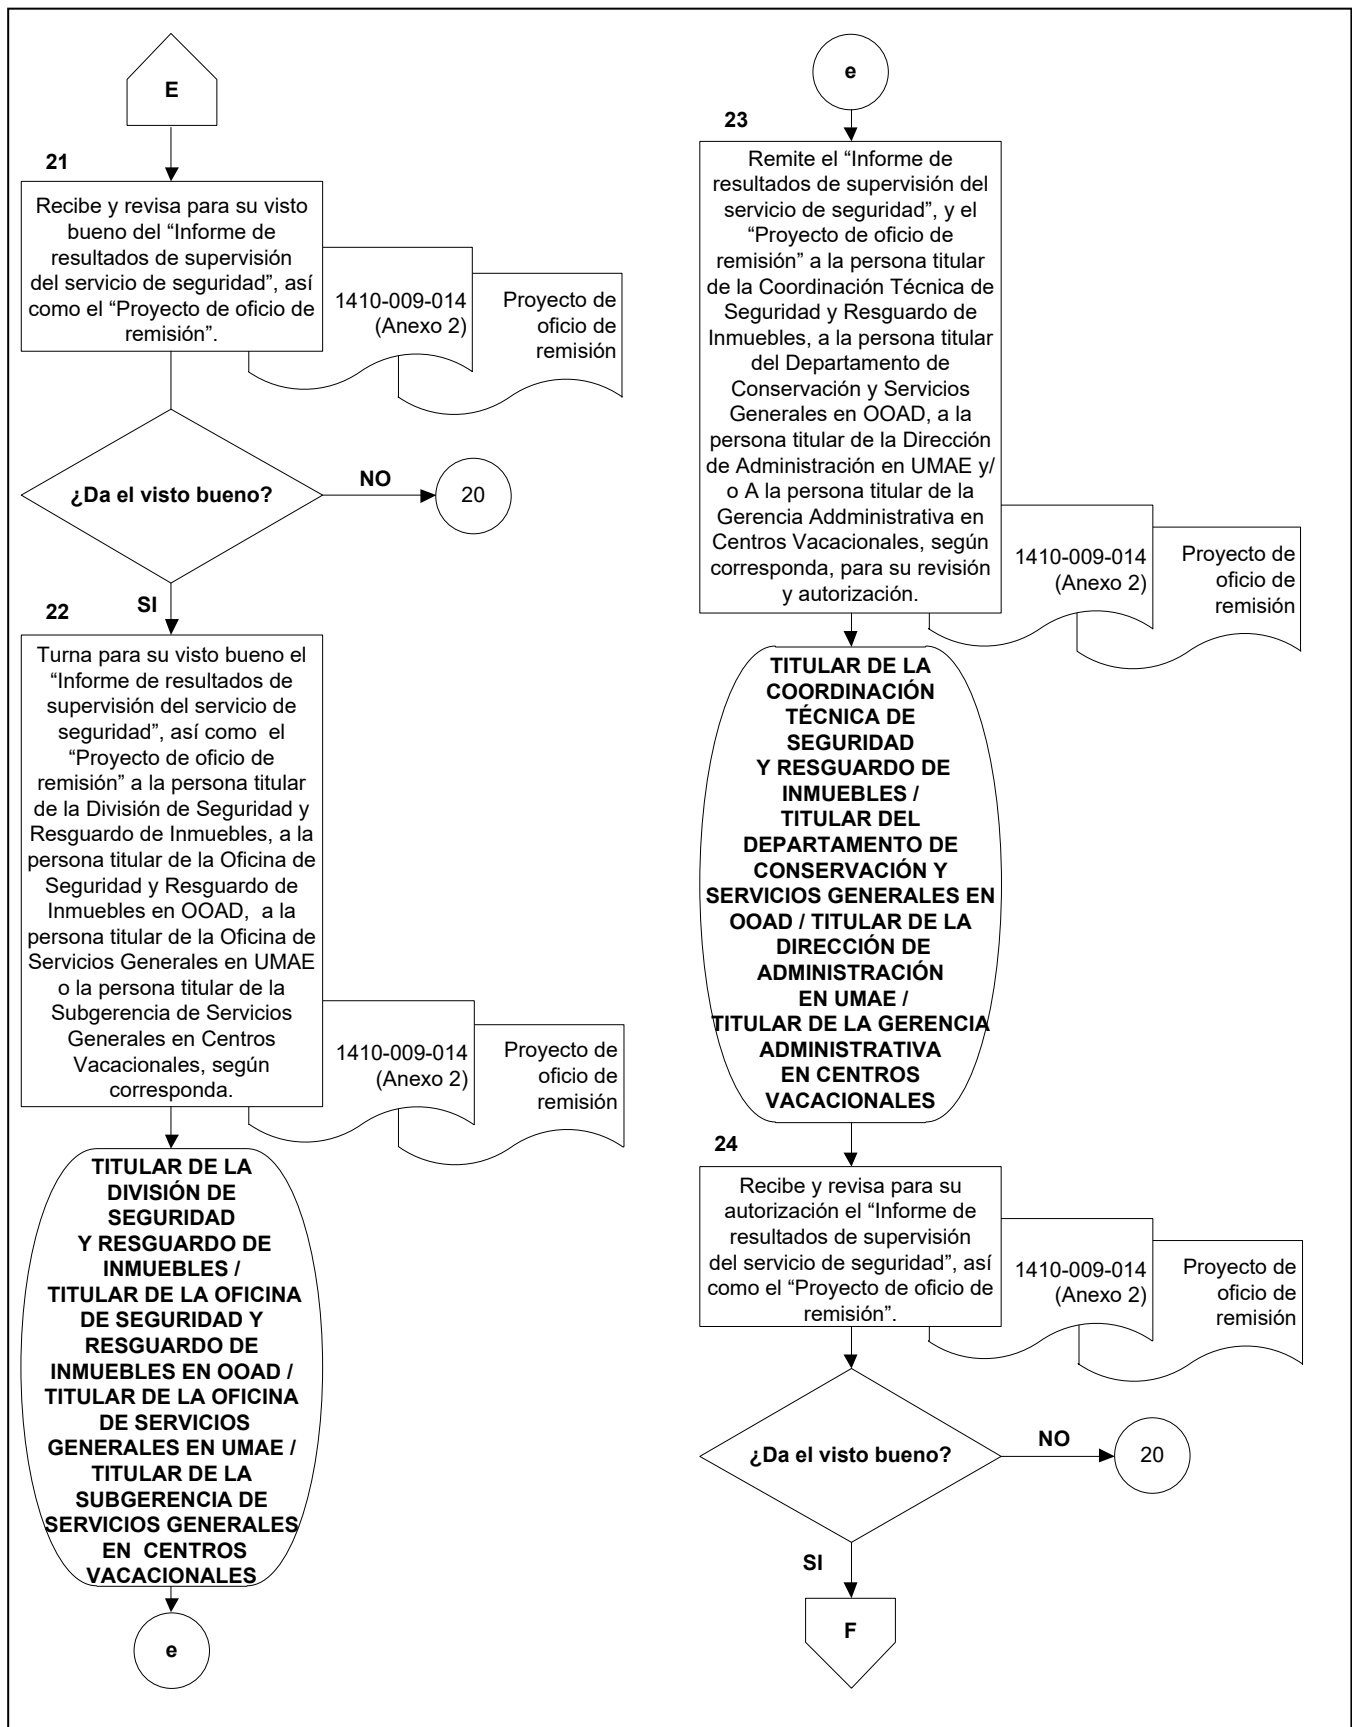 E
21
Recibe y revisa para su visto
bueno del “Informe de
resultados de supervisión
del servicio de seguridad”, así
como el “Proyecto de oficio de
remisión”.
1410-009-014
(Anexo 2)
Proyecto de
oficio de
remisión
¿Da el visto bueno?
NO
20
SI
22
Turna para su visto bueno el
“Informe de resultados de
supervisión del servicio de
seguridad”, así como el
“Proyecto de oficio de
remisión” a la persona titular
de la División de Seguridad y
Resguardo de Inmuebles, a la
persona titular de la Oficina de
Seguridad y Resguardo de
Inmuebles en OOAD, a la
persona titular de la Oficina de
Servicios Generales en UMAE
o la persona titular de la
Subgerencia de Servicios
Generales en Centros
Vacacionales, según
corresponda.
1410-009-014
(Anexo 2)
Proyecto de
oficio de
remisión
TITULAR DE LA
DIVISIÓN DE
SEGURIDAD
Y RESGUARDO DE
INMUEBLES /
TITULAR DE LA OFICINA
DE SEGURIDAD Y
RESGUARDO DE
INMUEBLES EN OOAD /
TITULAR DE LA OFICINA
DE SERVICIOS
GENERALES EN UMAE /
TITULAR DE LA
SUBGERENCIA DE
SERVICIOS GENERALES
EN CENTROS
VACACIONALES
e
e
23
Remite el “Informe de
resultados de supervisión del
servicio de seguridad”, y el
“Proyecto de oficio de
remisión” a la persona titular
de la Coordinación Técnica de
Seguridad y Resguardo de
Inmuebles, a la persona titular
del Departamento de
Conservación y Servicios
Generales en OOAD, a la
persona titular de la Dirección
de Administración en UMAE y/
o A la persona titular de la
Gerencia Addministrativa en
Centros Vacacionales, según
corresponda, para su revisión
y autorización.
1410-009-014
(Anexo 2)
Proyecto de
oficio de
remisión
TITULAR DE LA
COORDINACIÓN
TÉCNICA DE
SEGURIDAD
Y RESGUARDO DE
INMUEBLES /
TITULAR DEL
DEPARTAMENTO DE
CONSERVACIÓN Y
SERVICIOS GENERALES EN
OOAD / TITULAR DE LA
DIRECCIÓN DE
ADMINISTRACIÓN
EN UMAE /
TITULAR DE LA GERENCIA
ADMINISTRATIVA
EN CENTROS
VACACIONALES
24
Recibe y revisa para su
autorización el “Informe de
resultados de supervisión
del servicio de seguridad”, así
como el “Proyecto de oficio de
remisión”.
1410-009-014
(Anexo 2)
Proyecto de
oficio de
remisión
¿Da el visto bueno?
NO
20
SI
F